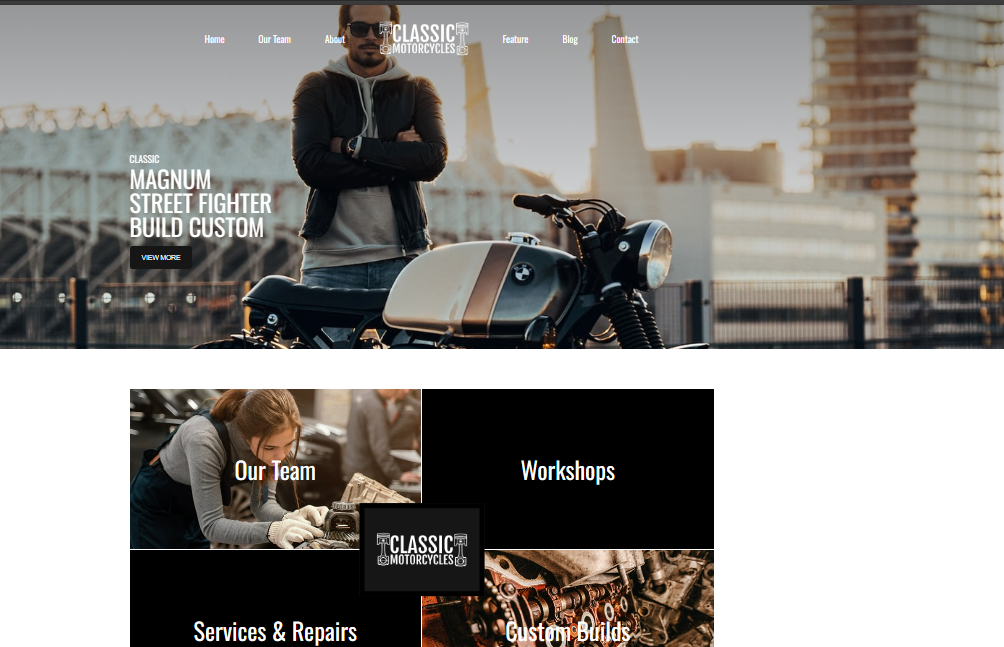 Home
Our Team
About
CLASSIC
MOTORCYCLES
Feature
Blog
Contact
CLASSIC
MAGNUM
STREET FIGHTER
BUILD CUSTOM
VIEW MORE
Our Team
Workshops
CLASSIC
MOTORCYCLES
Services & Repairs
Custom Builds